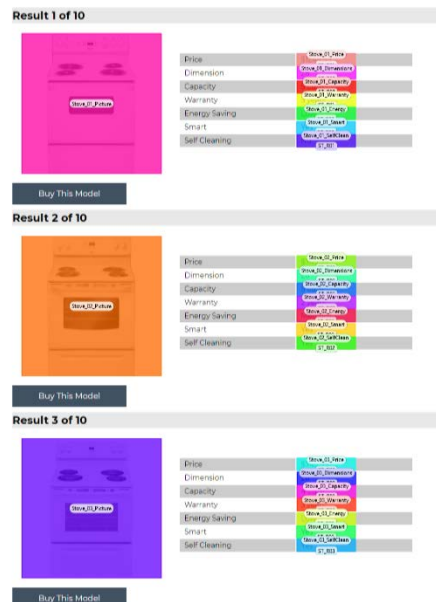 Result 1 of 10
Stove_01_Picture
Price Stove_01_Price
Dimension Stove_01_Dimensions
Capacity Stove_01_Capacity
Warranty Stove_01_Warranty
Energy Saving Stove_01_Energy
Smart Stove_01_Smart
Self Cleaning Stove_01_SelfClean
Buy This Model
Result 2 of 10
Stove_02_Picture
Price Stove_02_Price
Dimension Stove_02_Dimensions
Capacity Stove_02_Capacity
Warranty Stove_02_Warranty
Energy Saving Stove_02_Energy
Smart Stove_02_Smart
Self Cleaning Stove_02_SelfClean
Buy This Model
Result 3 of 10
Stove_03_Picture
Price Stove_03_Price
Dimension Stove_03_Dimensions
Capacity Stove_03_Capacity
Warranty Stove_03_Warranty
Energy Saving Stove_03_Energy
Smart Stove_03_Smart
Self Cleaning Stove_03_SelfClean
Buy This Model